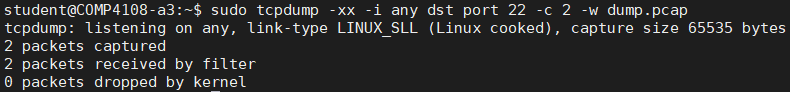 student@COMP4108-a3:~$ sudo tcpdump -xx -i any dst port 22 -c 2 -w dump.pcap
tcpdump: listening on any, link-type LINUX_SLL (Linux cooked), capture size 65535 bytes
2 packets captured
2 packets received by filter
0 packets dropped by kernel